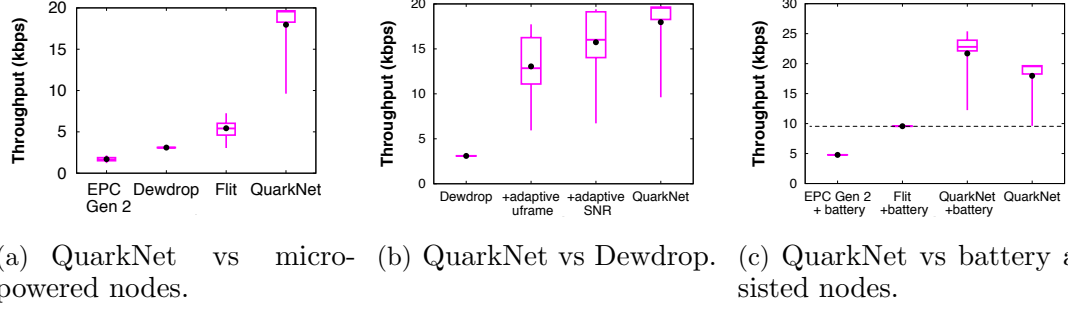 20
15
10
5
0
Throughput (kbps)
EPC Gen 2
Dewdrop
Flit
QuarkNet
20
15
10
5
0
Throughput (kbps)
Dewdrop
+adaptive uframe
+adaptive SNR
QuarkNet
30
25
20
15
10
5
0
Throughput (kbps)
EPC Gen 2 + battery
Flit +battery
QuarkNet +battery
QuarkNet
(a) QuarkNet vs micro-
powered nodes.
(b) QuarkNet vs Dewdrop.
(c) QuarkNet vs battery a
sisted nodes.